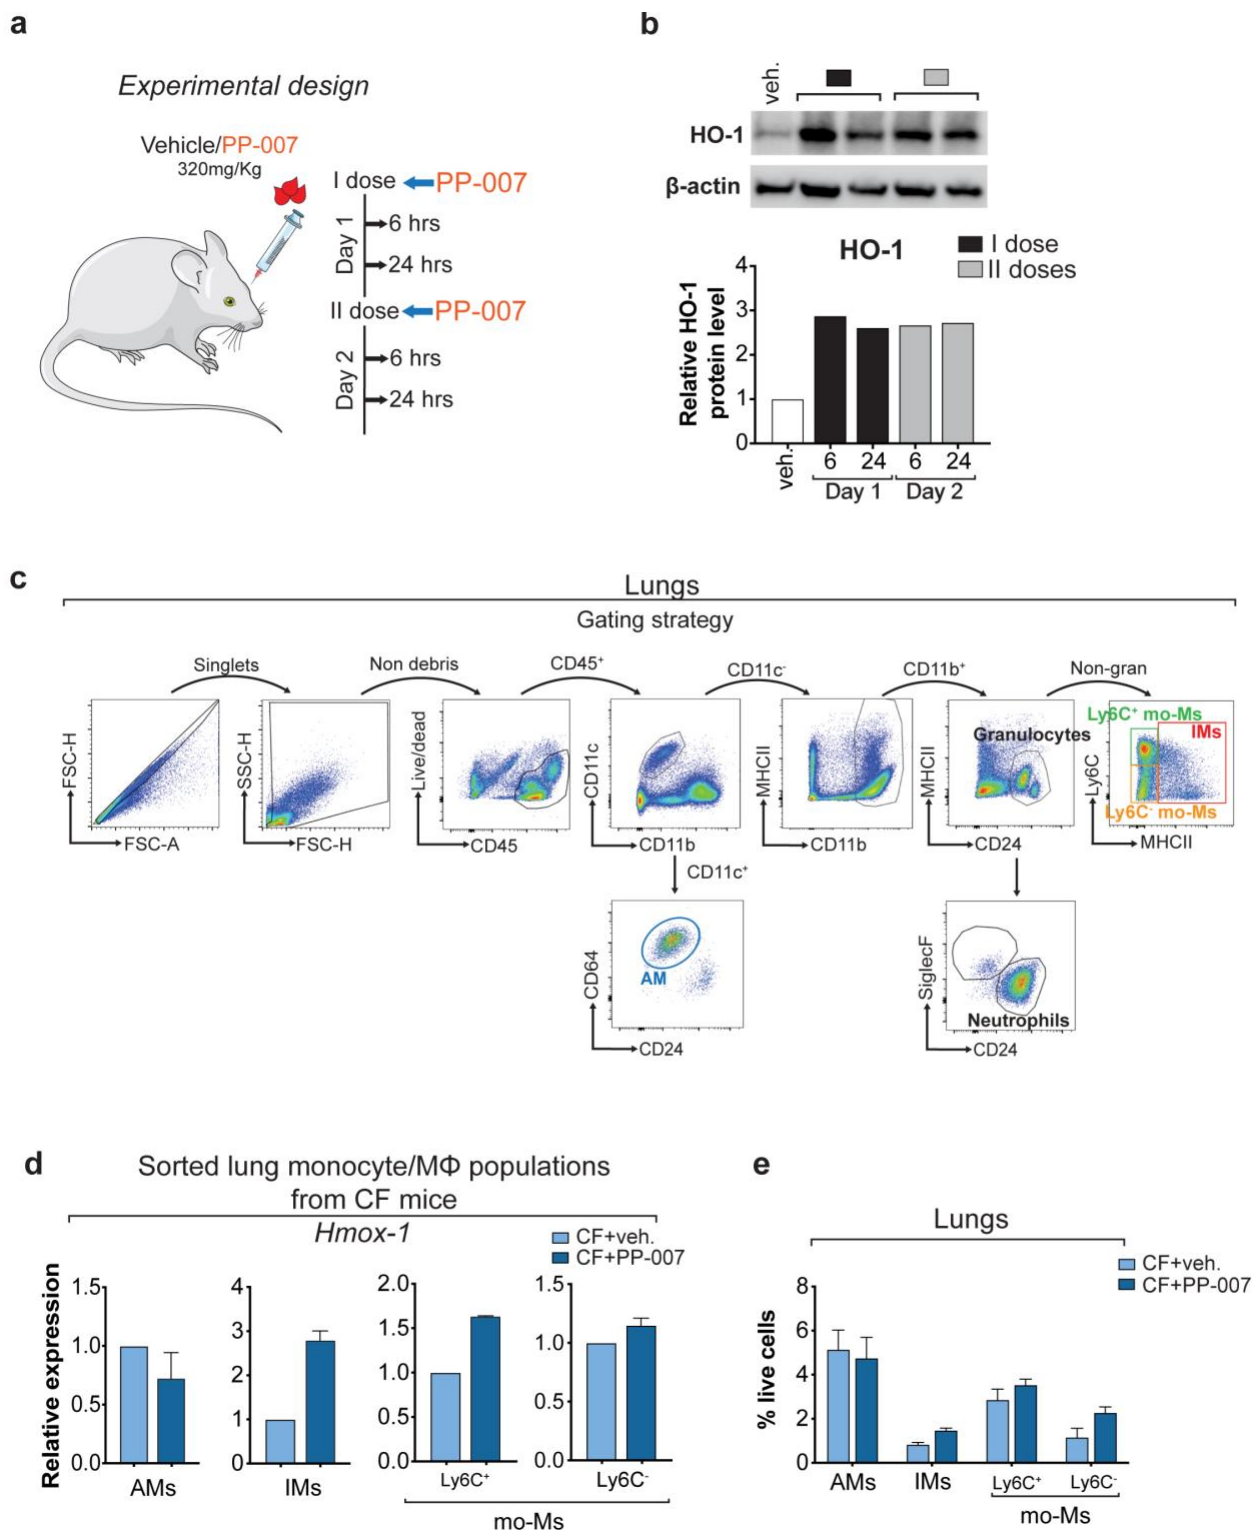 a
Experimental design
Vehicle/PP-007
320mg/Kg
I dose
PP-007
Day 1
6 hrs
24 hrs
II dose
PP-007
Day 2
6 hrs
24 hrs
b
veh.
HO-1
β-actin
HO-1
I dose
II doses
Relative HO-1
protein level
4
3
2
1
0
veh.
6 24 6 24
Day 1 Day 2
c
Lungs
Gating strategy
Singlets
Non debris
CD45⁺
CD11c⁻
CD11b⁺
Non-gran
FSC-H
FSC-A
SSC-H
FSC-H
Live/dead
CD45
CD11c
CD11b
MHCII
CD11b
Granulocytes
MHCII
CD24
Ly6C⁺ mo-Ms
IMs
Ly6C⁻ mo-Ms
Ly6C
MHCII
CD11c⁺
AM
CD64
CD24
Neutrophils
SiglecF
CD24
d
Sorted lung monocyte/MΦ populations
from CF mice
Hmox-1
CF+veh.
CF+PP-007
Relative expression
1.5
1.0
0.5
0.0
AMs
4
3
2
1
0
IMs
2.0
1.5
1.0
0.5
0.0
Ly6C⁺
1.5
1.0
0.5
0.0
Ly6C⁻
mo-Ms
e
Lungs
CF+veh.
CF+PP-007
% live cells
8
6
4
2
0
AMs IMs Ly6C⁺ Ly6C⁻
mo-Ms